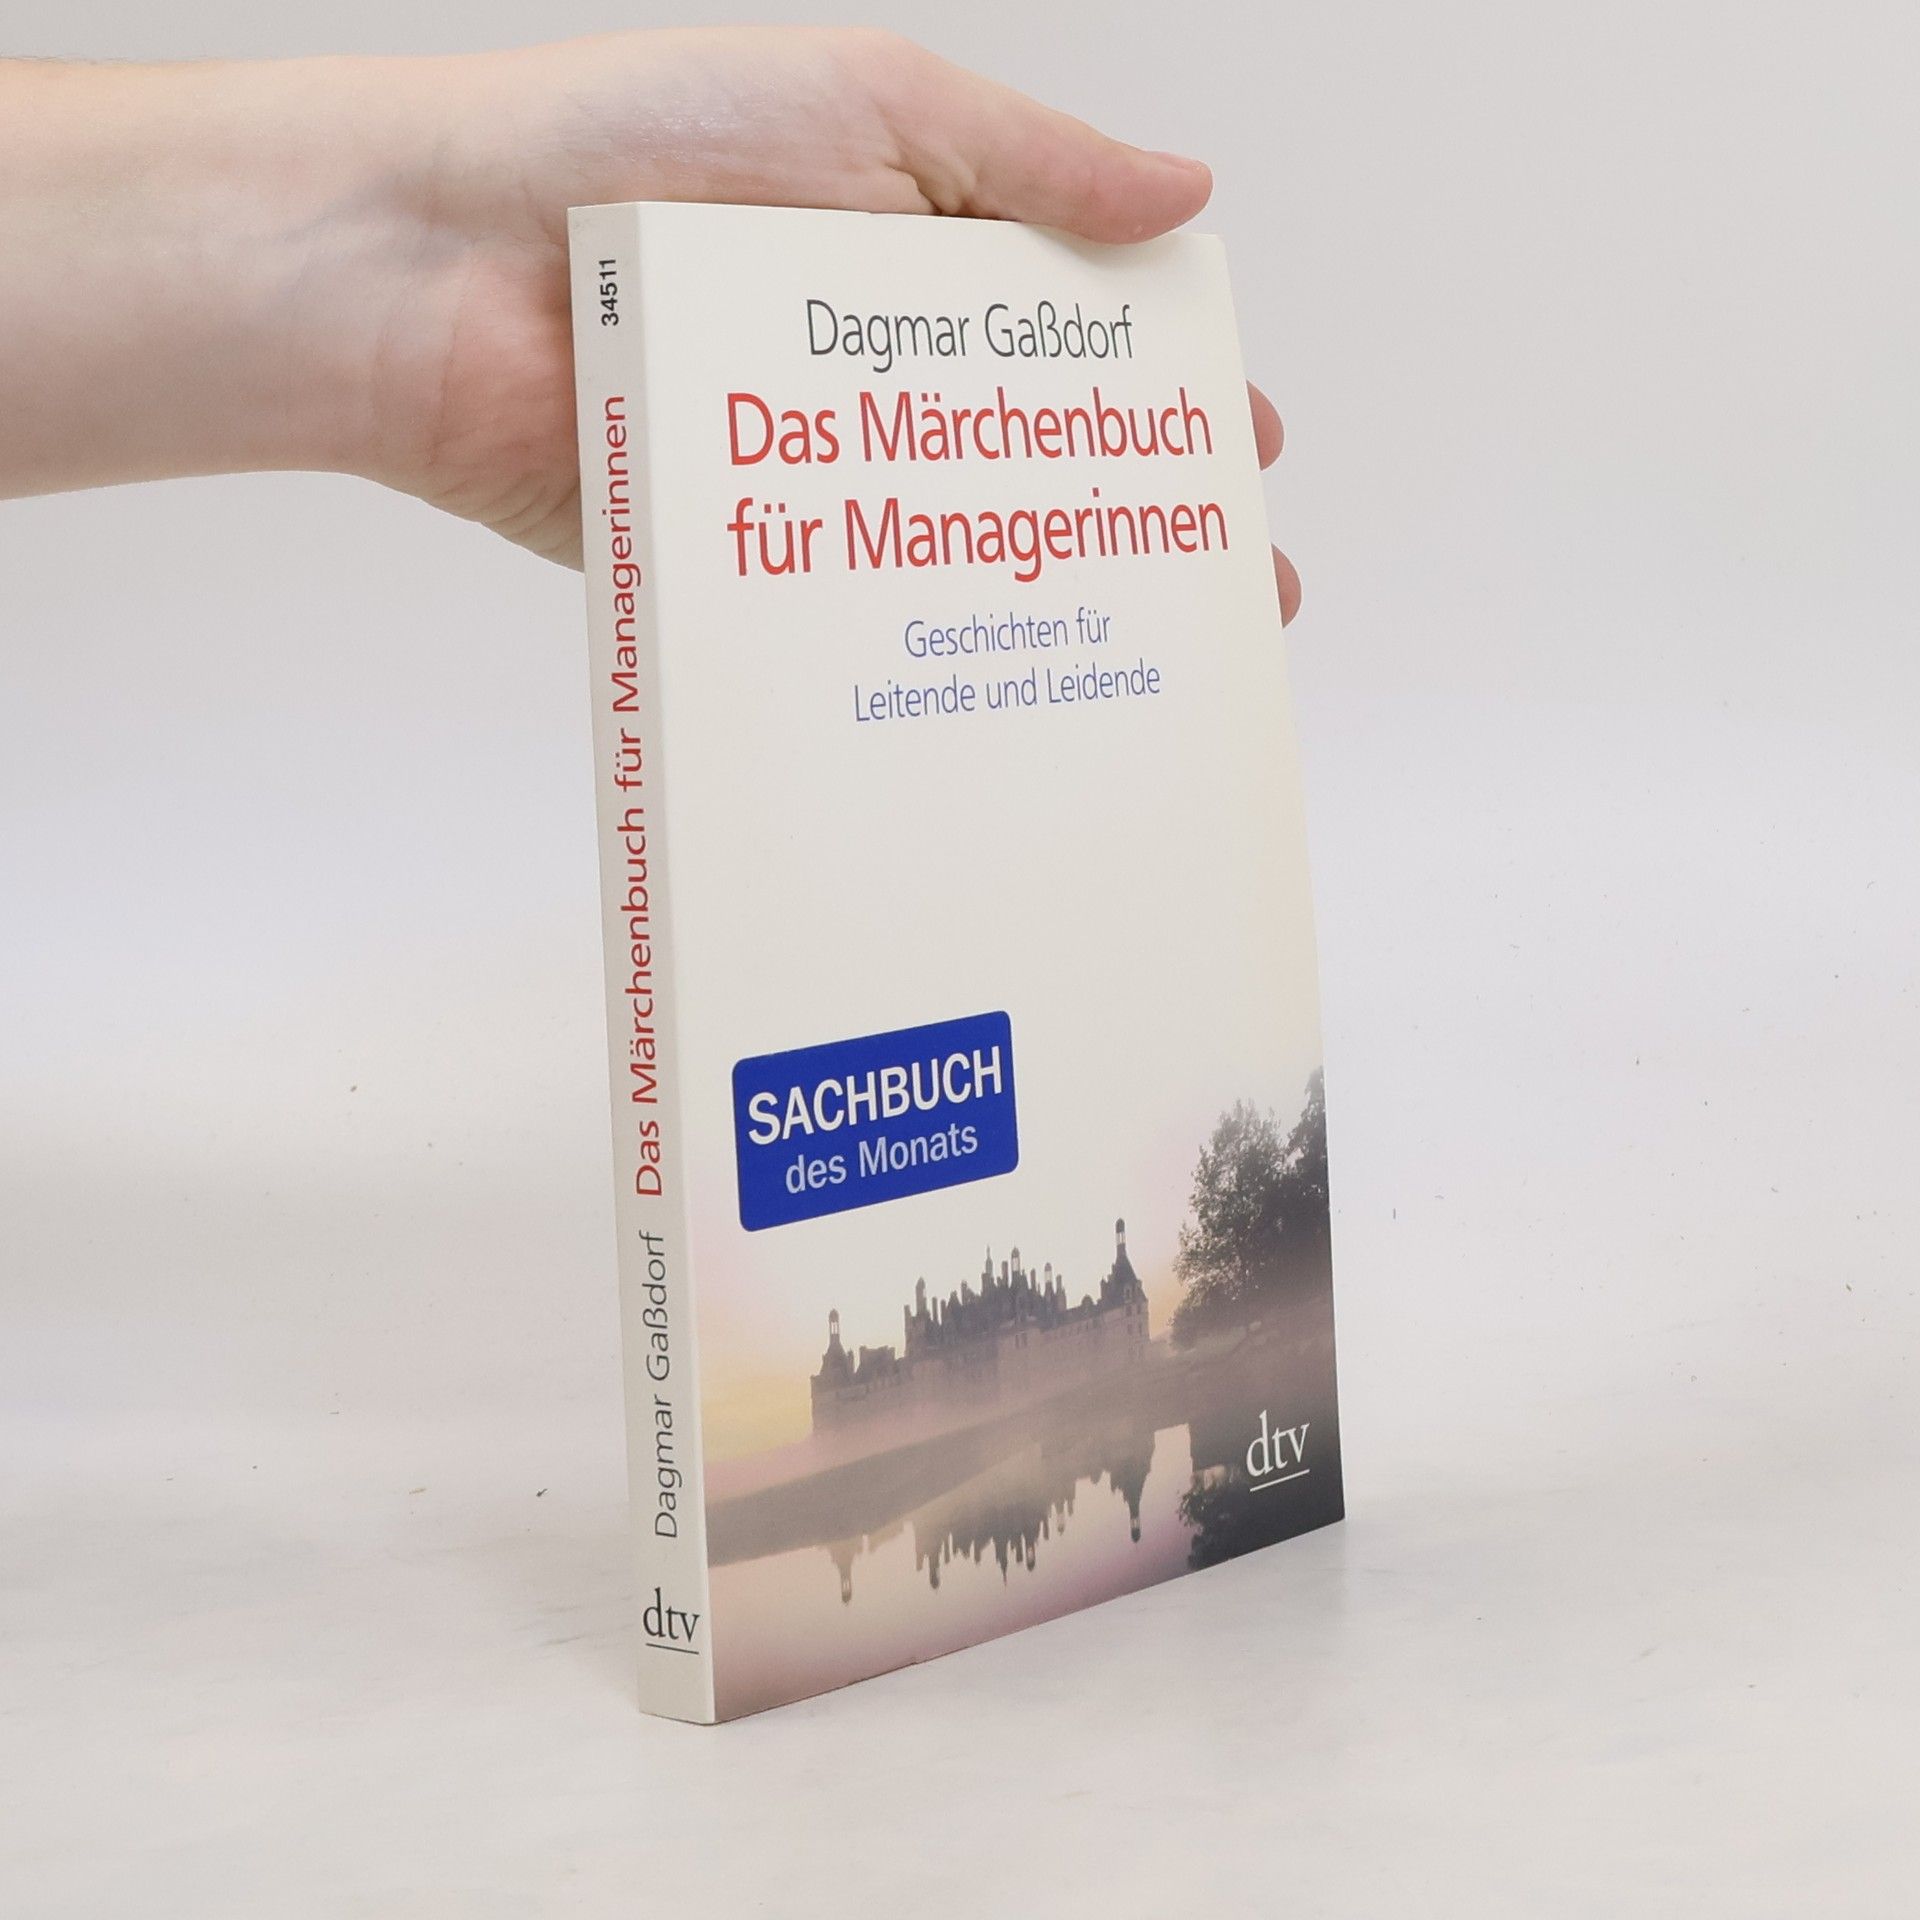 34511
Das Märchenbuch für Managerinnen
Dagmar Gaßdorf
dtv
Dagmar Gaßdorf
Das Märchenbuch
für Managerinnen
Geschichten für
Leitende und Leidende
SACHBUCH
des Monats
dtv